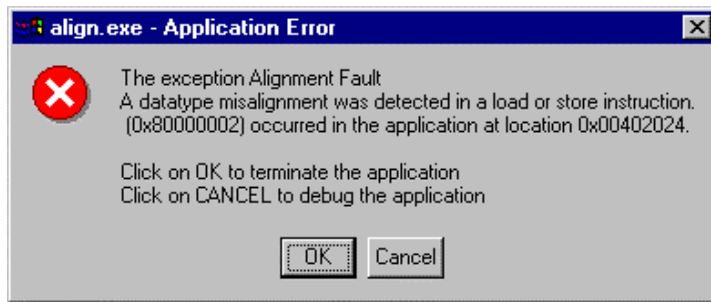 align.exe - Application Error
The exception Alignment Fault
A datatype misalignment was detected in a load or store instruction.
(0x80000002) occurred in the application at location 0x00402024.
Click on OK to terminate the application
Click on CANCEL to debug the application
OK Cancel